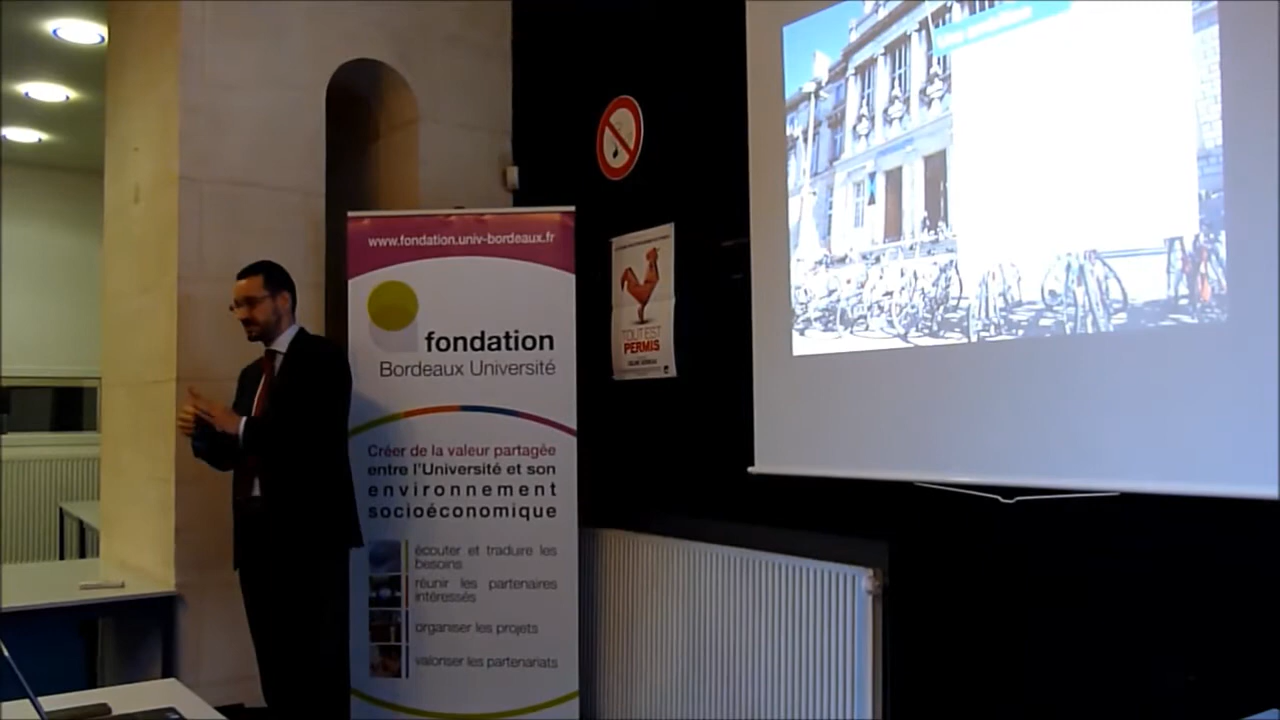 www.fondation.univ-bordeaux.fr
fondation
Bordeaux Université
Créer de la valeur partagée
entre l'Université et son
environnement
socioéconomique
écouter et traduire les
besoins
réunir les partenaires
intéressés
organiser les projets
valoriser les partenariats
TOUT EST
PERMIS